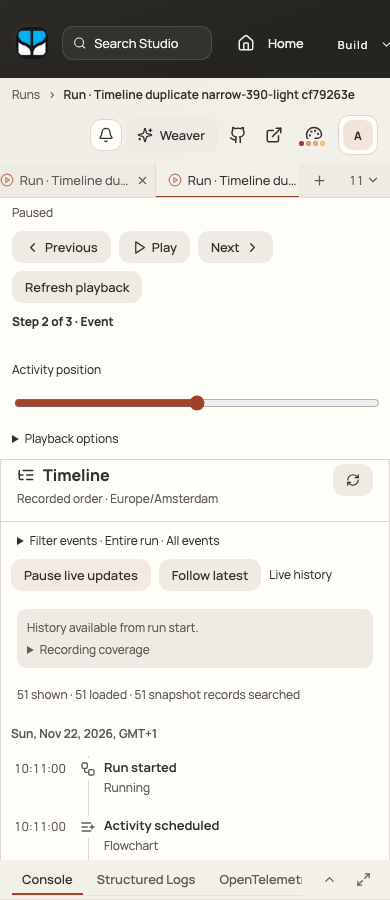 Search Studio
Home
Build
Runs > Run · Timeline duplicate narrow-390-light cf79263e
Weaver
A
Run · Timeline du...
Run · Timeline du...
11
Paused
Previous
Play
Next
Refresh playback
Step 2 of 3 · Event
Activity position
Playback options
Timeline
Recorded order · Europe/Amsterdam
Filter events · Entire run · All events
Pause live updates
Follow latest
Live history
History available from run start.
Recording coverage
51 shown · 51 loaded · 51 snapshot records searched
Sun, Nov 22, 2026, GMT+1
10:11:00
Run started
Running
10:11:00
Activity scheduled
Flowchart
Console
Structured Logs
OpenTelemet